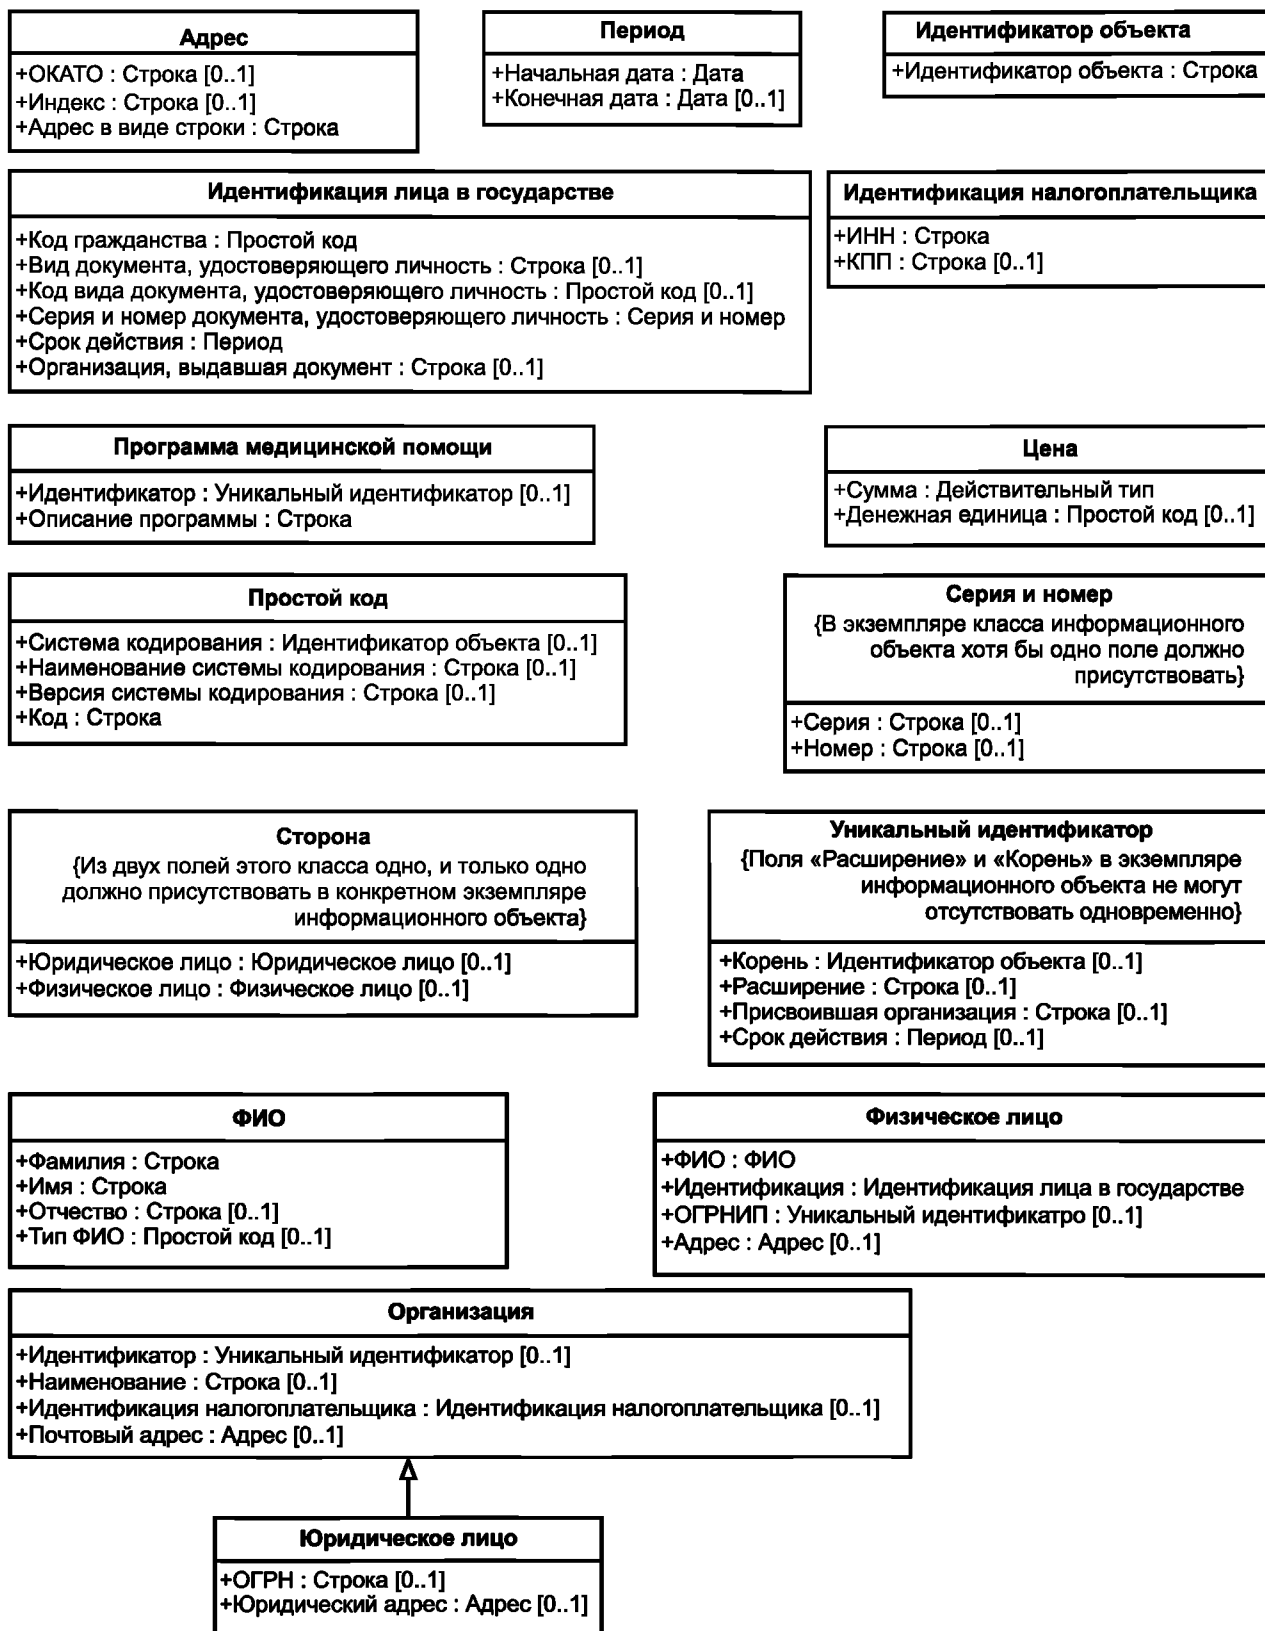 Адрес
+ОКАТО : Строка [0..1]
+Индекс : Строка [0..1]
+Адрес в виде строки : Строка
Период
+Начальная дата : Дата
+Конечная дата : Дата [0..1]
Идентификатор объекта
+Идентификатор объекта : Строка
Идентификация лица в государстве
+Код гражданства : Простой код
+Вид документа, удостоверяющего личность : Строка [0..1]
+Код вида документа, удостоверяющего личность : Простой код [0..1]
+Серия и номер документа, удостоверяющего личность : Серия и номер
+Срок действия : Период
+Организация, выдавшая документ : Строка [0..1]
Идентификация налогоплательщика
+ИНН : Строка
+КПП : Строка [0..1]
Программа медицинской помощи
+Идентификатор : Уникальный идентификатор [0..1]
+Описание программы : Строка
Цена
+Сумма : Действительный тип
+Денежная единица : Простой код [0..1]
Простой код
+Система кодирования : Идентификатор объекта [0..1]
+Наименование системы кодирования : Строка [0..1]
+Версия системы кодирования : Строка [0..1]
+Код : Строка
Серия и номер
{В экземпляре класса информационного
объекта хотя бы одно поле должно
присутствовать}
+Серия : Строка [0..1]
+Номер : Строка [0..1]
Сторона
{Из двух полей этого класса одно, и только одно
должно присутствовать в конкретном экземпляре
информационного объекта}
+Юридическое лицо : Юридическое лицо [0..1]
+Физическое лицо : Физическое лицо [0..1]
Уникальный идентификатор
{Поля «Расширение» и «Корень» в экземпляре
информационного объекта не могут
отсутствовать одновременно}
+Корень : Идентификатор объекта [0..1]
+Расширение : Строка [0..1]
+Присвоившая организация : Строка [0..1]
+Срок действия : Период [0..1]
ФИО
+Фамилия : Строка
+Имя : Строка
+Отчество : Строка [0..1]
+Тип ФИО : Простой код [0..1]
Физическое лицо
+ФИО : ФИО
+Идентификация : Идентификация лица в государстве
+ОГРНИП : Уникальный идентификатро [0..1]
+Адрес : Адрес [0..1]
Организация
+Идентификатор : Уникальный идентификатор [0..1]
+Наименование : Строка [0..1]
+Идентификация налогоплательщика : Идентификация налогоплательщика [0..1]
+Почтовый адрес : Адрес [0..1]
Юридическое лицо
+ОГРН : Строка [0..1]
+Юридический адрес : Адрес [0..1]